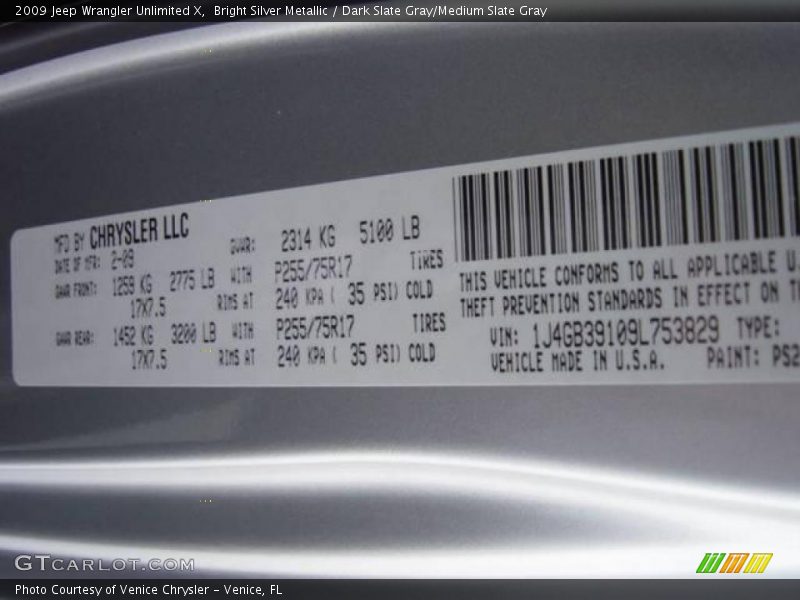 2009 Jeep Wrangler Unlimited X, Bright Silver Metallic / Dark Slate Gray/Medium Slate Gray
MFD BY CHRYSLER LLC
DATE OF MFR: 2-09
GVWR: 2314 KG 5100 LB
GAWR FRONT: 1259 KG 2775 LB WITH P255/75R17 TIRES
17X7.5 RIMS AT 240 KPA ( 35 PSI) COLD
GAWR REAR: 1452 KG 3200 LB WITH P255/75R17 TIRES
17X7.5 RIMS AT 240 KPA ( 35 PSI) COLD
THIS VEHICLE CONFORMS TO ALL APPLICABLE U.
THEFT PREVENTION STANDARDS IN EFFECT ON T
VIN: 1J4GB39109L753829 TYPE:
VEHICLE MADE IN U.S.A. PAINT: PS2
GTCARLOT.COM
Photo Courtesy of Venice Chrysler - Venice, FL